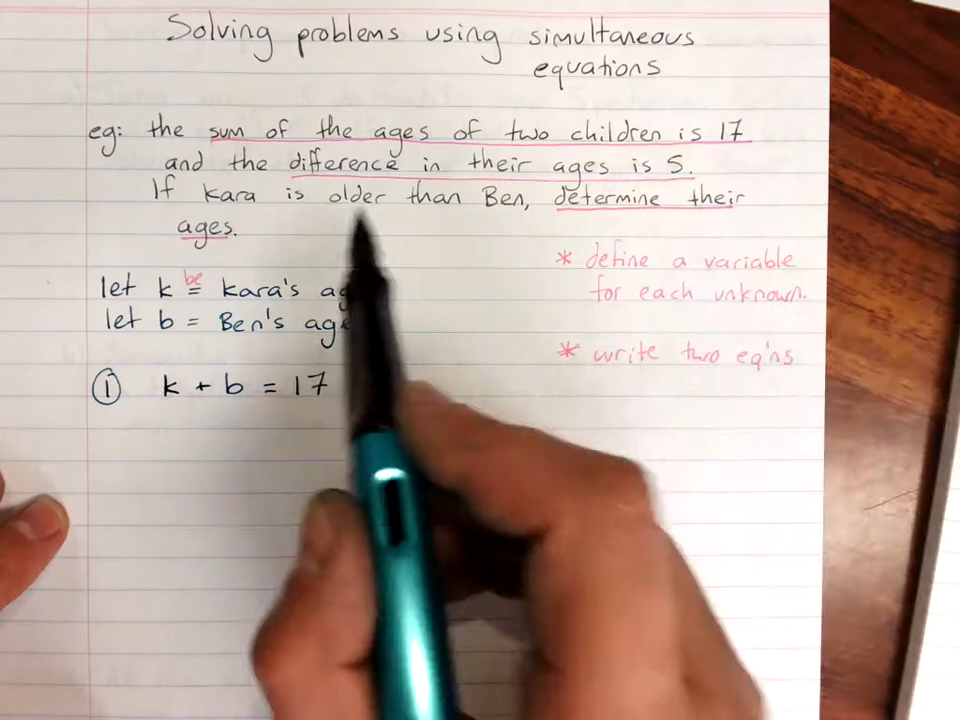 Solving problems using simultaneous
equations
eg: the sum of the ages of two children is 17
and the difference in their ages is 5.
If kara is older than Ben, determine their
ages.
* define a variable
for each unknown.
let k be = kara's ag
let b = Ben's age
* write two eq'ns
① k + b = 17